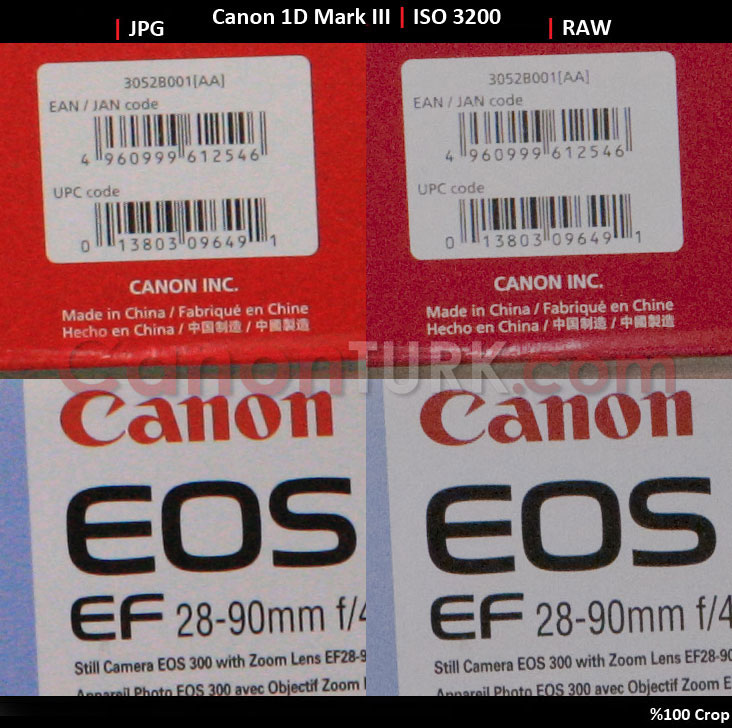 Canon 1D Mark III | ISO 3200
| JPG
| RAW
3052B001[AA]
EAN / JAN code
4 960999 612546
UPC code
0 13803 09649 1
CANON INC.
Made in China / Fabriqué en Chine
Hecho en China / 中国制造 / 中國製造
3052B001[AA]
EAN / JAN code
4 960999 612546
UPC code
0 13803 09649 1
CANON INC.
Made in China / Fabriqué en Chine
Hecho en China / 中国制造 / 中國製造
CanonTURK.com
Canon
EOS
EF 28-90mm f/4
Still Camera EOS 300 with Zoom Lens EF28-9
Appareil Photo EOS 300 avec Objectif Zoom
Canon
EOS
EF 28-90mm f/4
Still Camera EOS 300 with Zoom Lens EF28-90
Appareil Photo EOS 300 avec Objectif Zoom E
%100 Crop